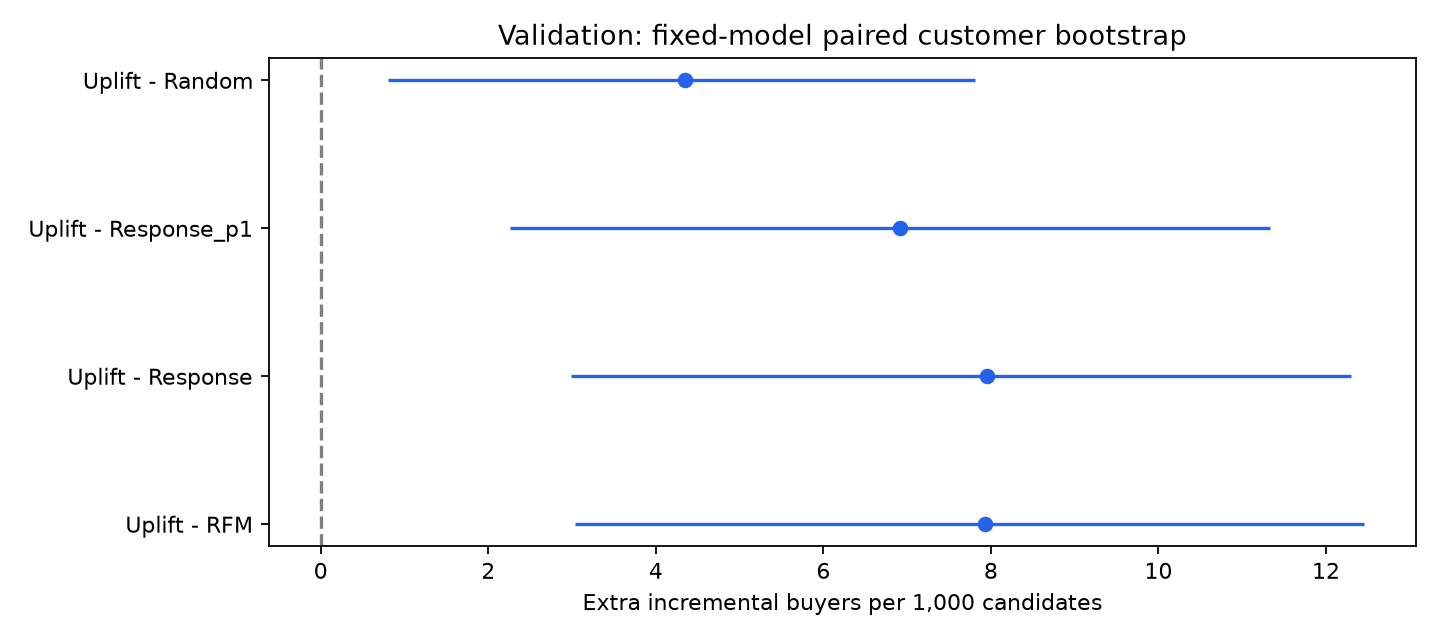 Validation: fixed-model paired customer bootstrap
Uplift - Random
Uplift - Response_p1
Uplift - Response
Uplift - RFM
0 2 4 6 8 10 12
Extra incremental buyers per 1,000 candidates